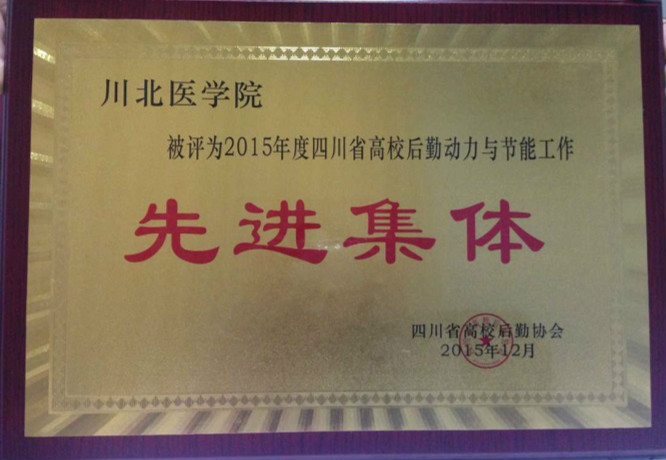 川北医学院
被评为2015年度四川省高校后勤动力与节能工作
先进集体
四川省高校后勤协会
2015年12月